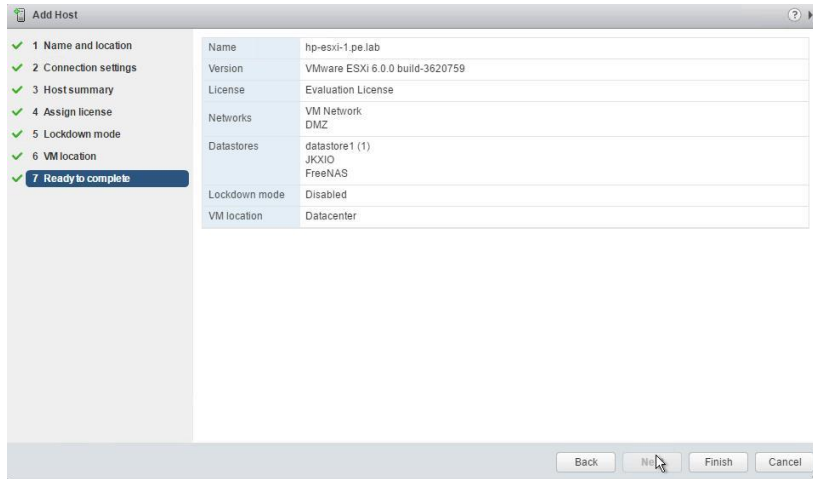 Add Host
?
1 Name and location
2 Connection settings
3 Host summary
4 Assign license
5 Lockdown mode
6 VM location
7 Ready to complete
Name hp-esxi-1.pe.lab
Version VMware ESXi 6.0.0 build-3620759
License Evaluation License
Networks VM Network
DMZ
Datastores datastore1 (1)
JKXIO
FreeNAS
Lockdown mode Disabled
VM location Datacenter
Back Finish Cancel